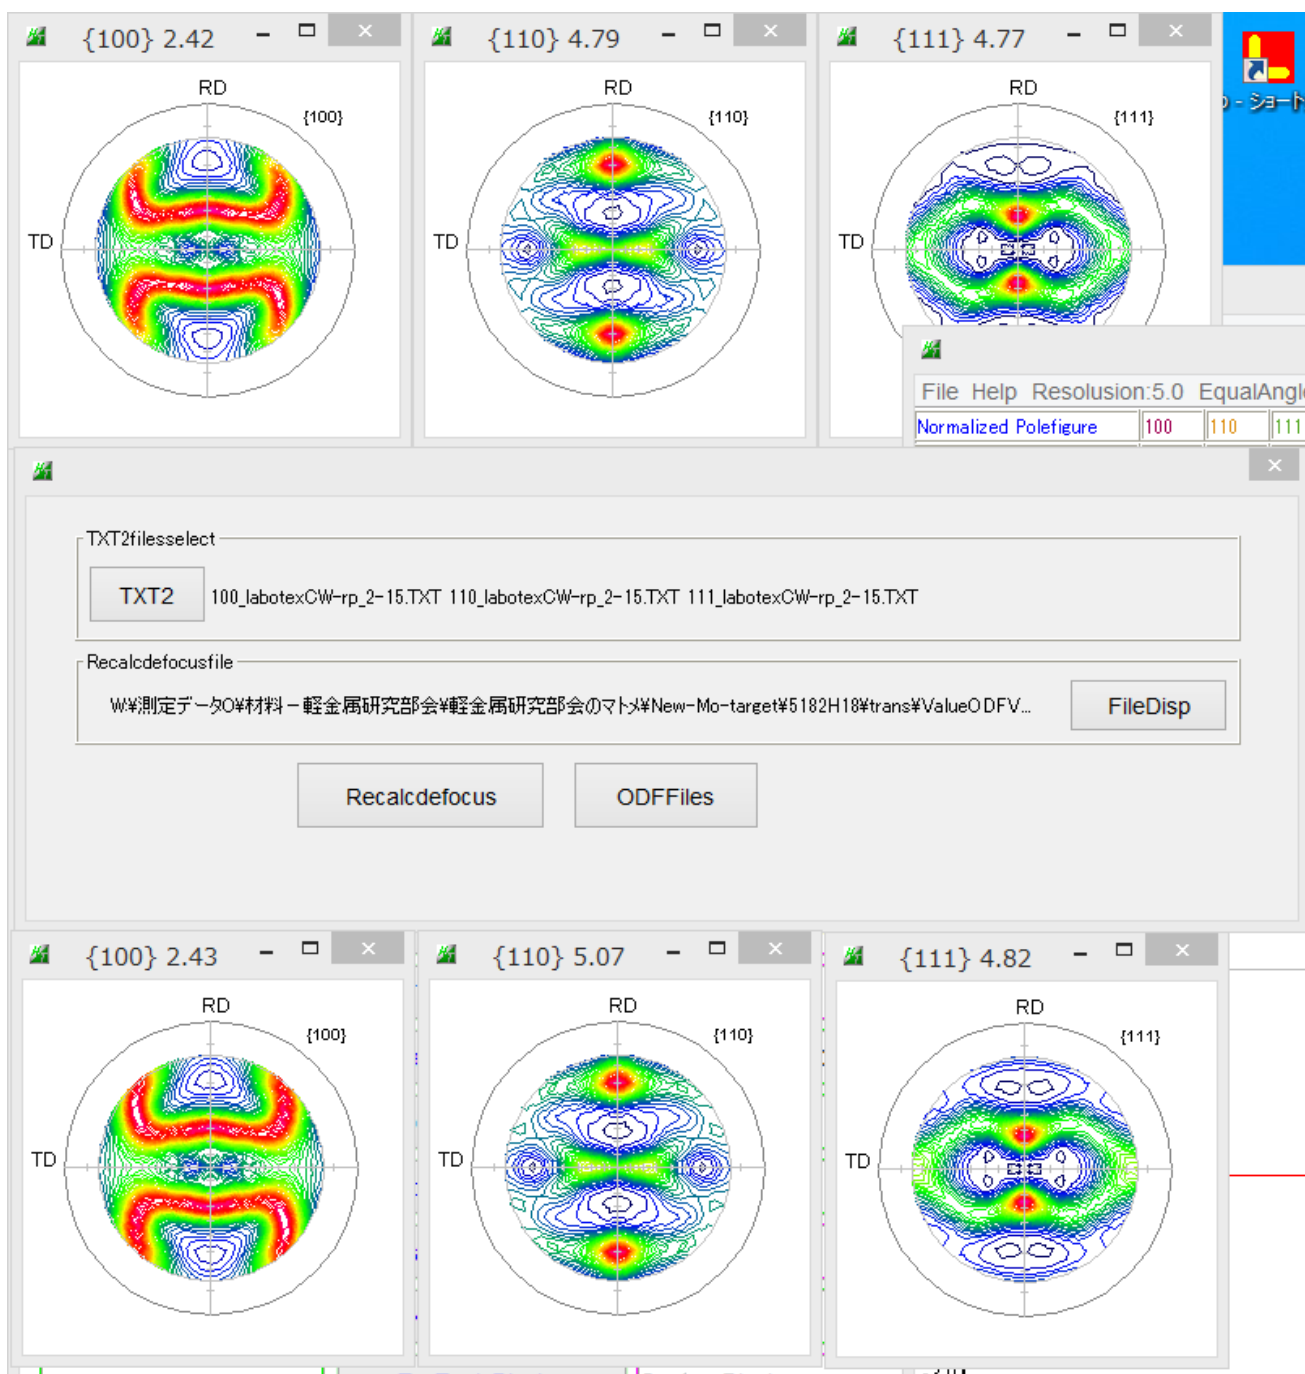 {100} 2.42
{110} 4.79
{111} 4.77
RD
{100}
TD
RD
{110}
TD
RD
{111}
TD
- ショート
File Help Resolusion:5.0 EqualAngle
Normalized Polefigure 100 110 111
TXT2filesselect
TXT2 100_labotexCW-rp_2-15.TXT 110_labotexCW-rp_2-15.TXT 111_labotexCW-rp_2-15.TXT
Recalcdefocusfile
W:¥測定データO¥材料－軽金属研究部会¥軽金属研究部会のマトメ¥New-Mo-target¥5182H18¥trans¥ValueODFV... FileDisp
Recalcdefocus ODFFiles
{100} 2.43
{110} 5.07
{111} 4.82
RD
{100}
TD
RD
{110}
TD
RD
{111}
TD